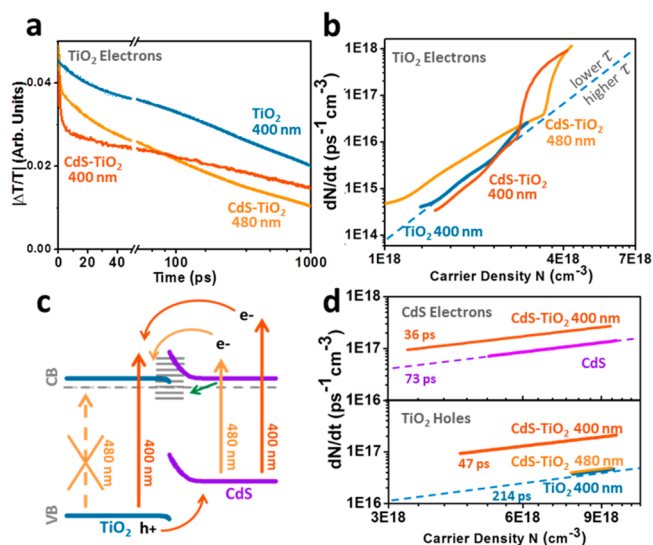 a
TiO2 Electrons
|ΔT/T| (Arb. Units)
0.04
0.02
0.00
TiO2
400 nm
CdS-TiO2
400 nm
CdS-TiO2
480 nm
0
20
40
100
1000
Time (ps)
b
TiO2 Electrons
dN/dt (ps-1cm-3)
1E18
1E17
1E16
1E15
1E14
lower τ
higher τ
CdS-TiO2
480 nm
CdS-TiO2
400 nm
TiO2 400 nm
1E18
4E18
7E18
Carrier Density N (cm-3)
c
e-
e-
CB
480 nm
400 nm
480 nm
400 nm
CdS
VB
TiO2
h+
d
dN/dt (ps-1cm-3)
1E18
CdS Electrons
CdS-TiO2 400 nm
36 ps
1E17
CdS
73 ps
TiO2 Holes
CdS-TiO2 400 nm
1E17
47 ps
CdS-TiO2 480 nm
214 ps
TiO2 400 nm
1E16
3E18
6E18
9E18
Carrier Density N (cm-3)